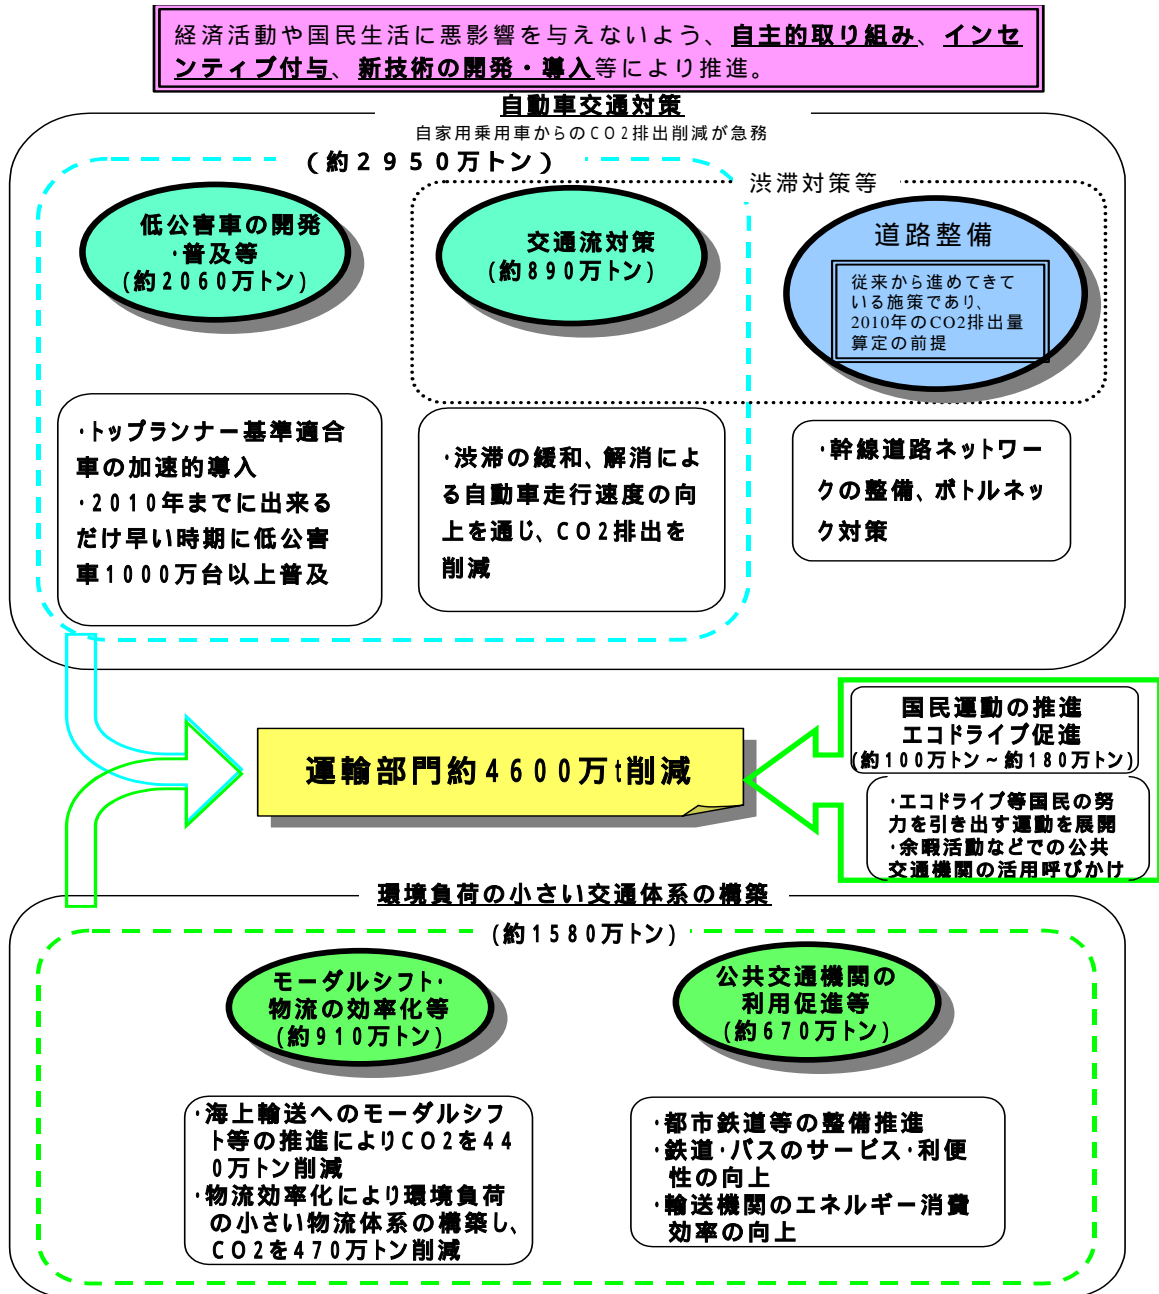 経済活動や国民生活に悪影響を与えないよう、自主的取り組み、インセ
ンティブ付与、新技術の開発・導入等により推進。
自動車交通対策
自家用乗用車からのCO2排出削減が急務
(約2950万トン)
渋滞対策等
低公害車の開発
・普及等
(約2060万トン)
交通流対策
(約890万トン)
道路整備
従来から進めてきて
いる施策であり、
2010年のCO2排出量
算定の前提
・トップランナー基準適合
車の加速的導入
・2010年までに出来る
だけ早い時期に低公害
車1000万台以上普及
・渋滞の緩和、解消によ
る自動車走行速度の向
上を通じ、CO2排出を
削減
・幹線道路ネットワー
クの整備、ボトルネッ
ク対策
運輸部門約4600万t削減
国民運動の推進
エコドライブ促進
(約100万トン~約180万トン)
・エコドライブ等国民の努
力を引き出す運動を展開
・余暇活動などでの公共
交通機関の活用呼びかけ
環境負荷の小さい交通体系の構築
(約1580万トン)
モーダルシフト・
物流の効率化等
(約910万トン)
公共交通機関の
利用促進等
(約670万トン)
・海上輸送へのモーダルシフ
ト等の推進によりCO2を44
0万トン削減
・物流効率化により環境負荷
の小さい物流体系の構築し、
CO2を470万トン削減
・都市鉄道等の整備推進
・鉄道・バスのサービス・利便
性の向上
・輸送機関のエネルギー消費
効率の向上